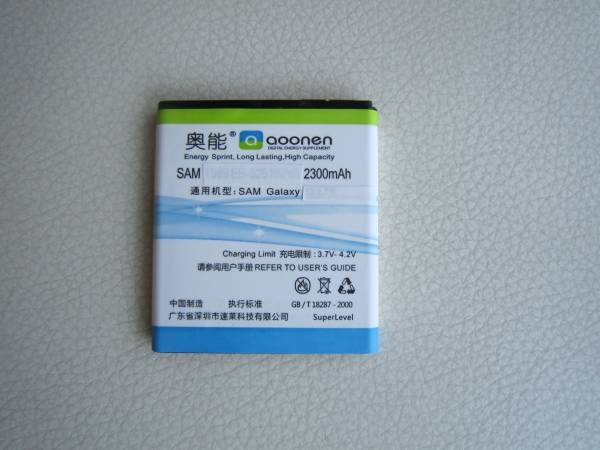 奥能® a aoonen
DIGITAL ENERGY SUPPLEMENT
Energy Sprint, Long Lasting,High Capacity
SAM 2300mAh
通用机型: SAM Galaxy
Charging Limit 充电限制 : 3.7V- 4.2V
请参阅用户手册 REFER TO USER'S GUIDE
中国制造 执行标准 GB / T 18287 - 2000
广东省深圳市速莱科技有限公司 SuperLevel